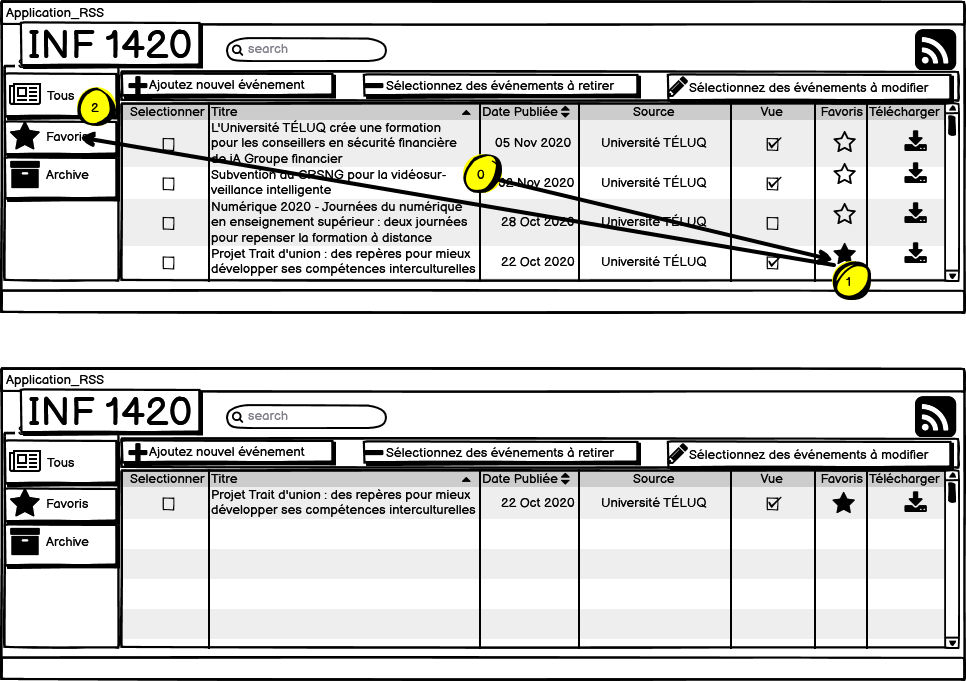 Application_RSS
INF 1420
search
Tous
Ajoutez nouvel événement
Sélectionnez des événements à retirer
Sélectionnez des événements à modifier
2
Favoris
Archive
Selectionner Titre Date Publiée Source Vue Favoris Télécharger
L'Université TÉLUQ crée une formation
pour les conseillers en sécurité financière
de iA Groupe financier
05 Nov 2020 Université TÉLUQ
Subvention du CRSNG pour la vidéosur-
veillance intelligente
0
02 Nov 2020 Université TÉLUQ
Numérique 2020 - Journées du numérique
en enseignement supérieur : deux journées
pour repenser la formation à distance
28 Oct 2020 Université TÉLUQ
Projet Trait d'union : des repères pour mieux
développer ses compétences interculturelles
22 Oct 2020 Université TÉLUQ
1
Application_RSS
INF 1420
search
Tous
Ajoutez nouvel événement
Sélectionnez des événements à retirer
Sélectionnez des événements à modifier
Favoris
Archive
Selectionner Titre Date Publiée Source Vue Favoris Télécharger
Projet Trait d'union : des repères pour mieux
développer ses compétences interculturelles
22 Oct 2020 Université TÉLUQ